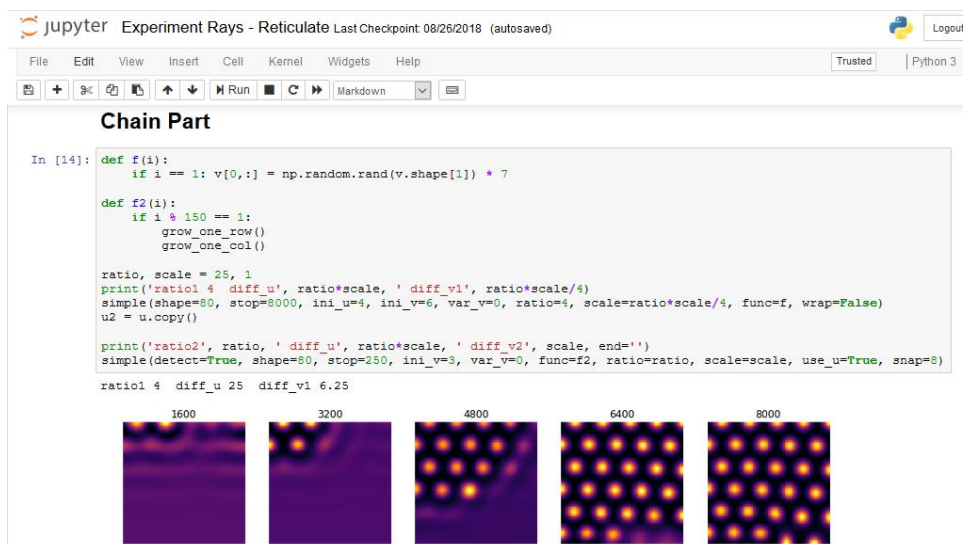 jupyter Experiment Rays - Reticulate Last Checkpoint: 08/26/2018 (autosaved)
Logout
File Edit View Insert Cell Kernel Widgets Help
Trusted Python 3
Run Markdown
Chain Part
In [14]: def f(i):
if i == 1: v[0,:] = np.random.rand(v.shape[1]) * 7
def f2(i):
if i % 150 == 1:
grow_one_row()
grow_one_col()
ratio, scale = 25, 1
print('ratio1 4  diff_u', ratio*scale, ' diff_v1', ratio*scale/4)
simple(shape=80, stop=8000, ini_u=4, ini_v=6, var_v=0, ratio=4, scale=ratio*scale/4, func=f, wrap=False)
u2 = u.copy()
print('ratio2', ratio, ' diff_u', ratio*scale, ' diff_v2', scale, end='')
simple(detect=True, shape=80, stop=250, ini_v=3, var_v=0, func=f2, ratio=ratio, scale=scale, use_u=True, snap=8)
ratio1 4  diff_u 25  diff_v1 6.25
1600 3200 4800 6400 8000